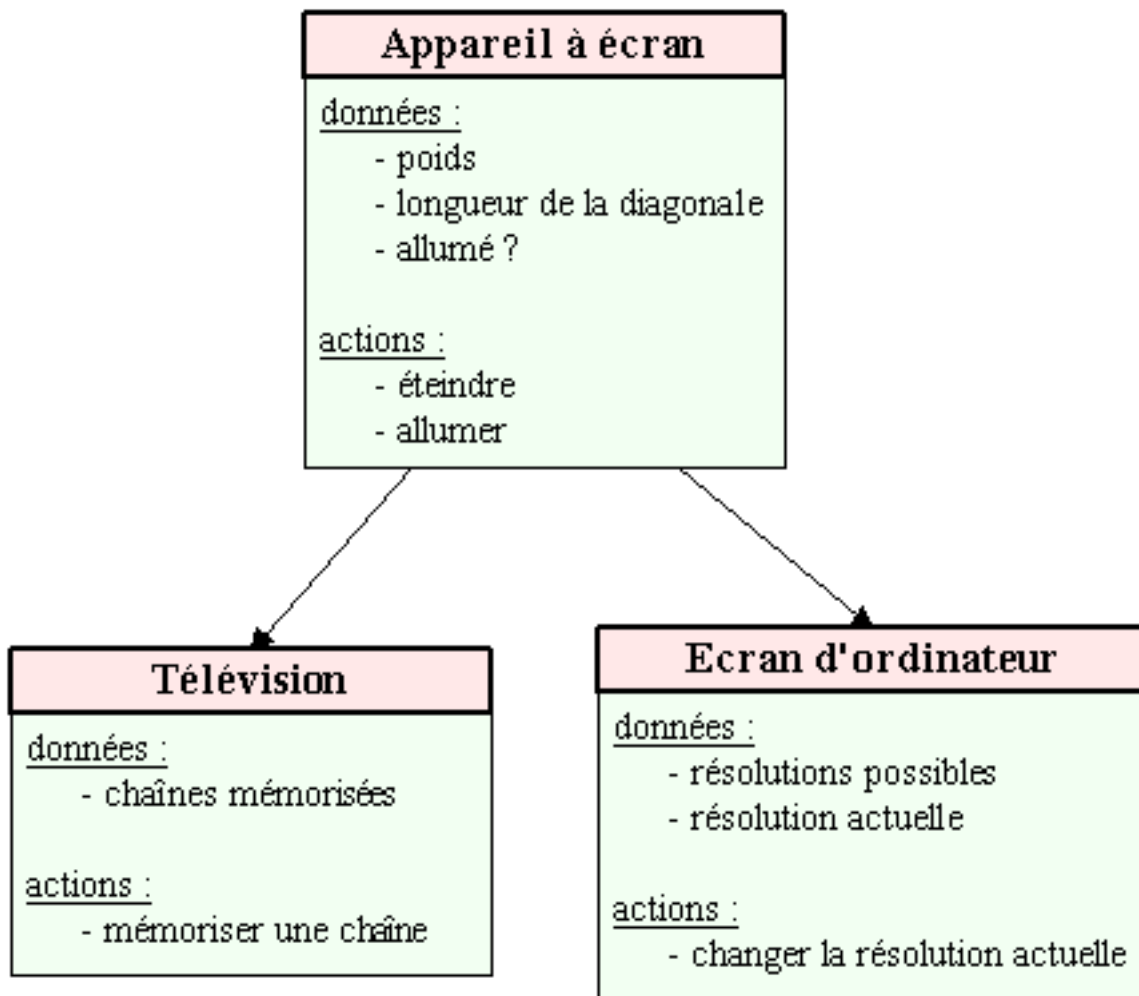 Appareil à écran
données :
- poids
- longueur de la diagonale
- allumé ?
actions :
- éteindre
- allumer
Télévision
données :
- chaînes mémorisées
actions :
- mémoriser une chaîne
Ecran d'ordinateur
données :
- résolutions possibles
- résolution actuelle
actions :
- changer la résolution actuelle